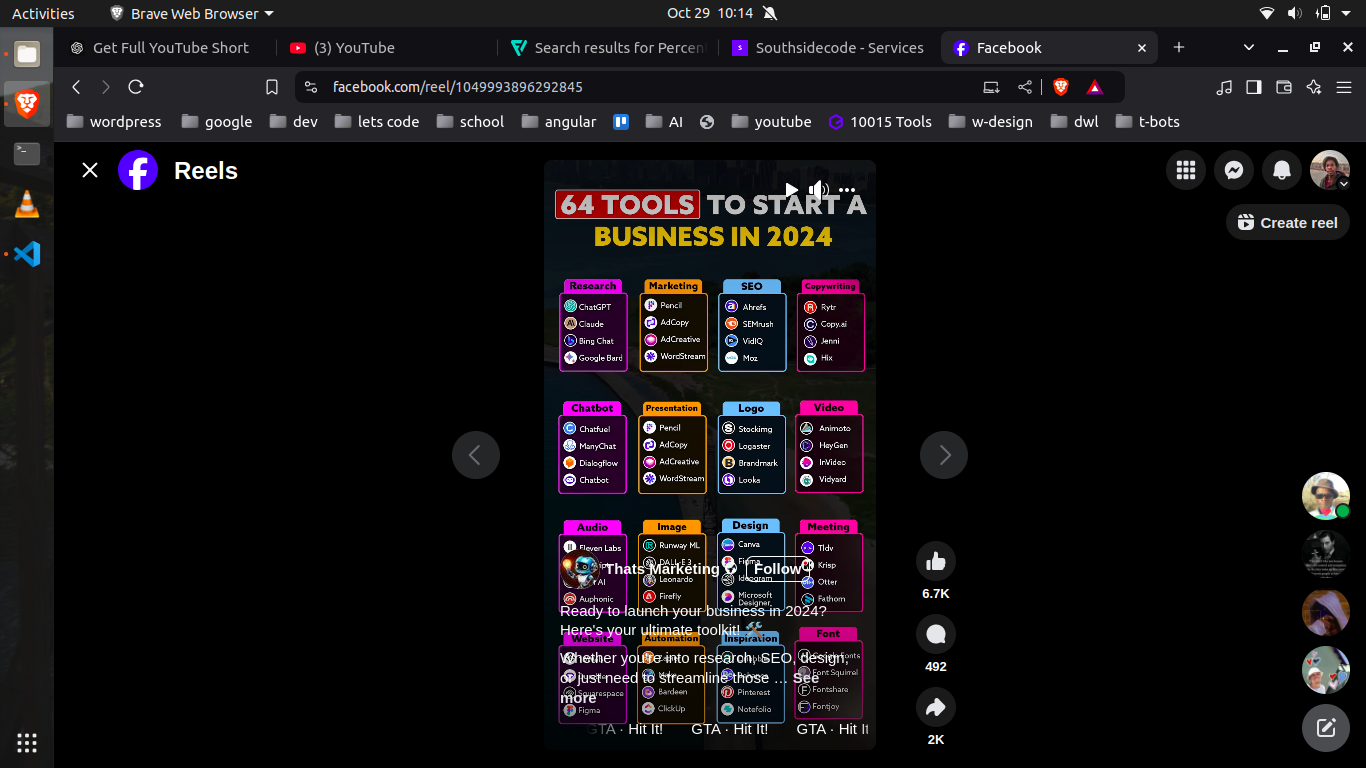 Activities
Brave Web Browser
Oct 29 10:14
Get Full YouTube Short
(3) YouTube
Search results for Percen
Southsidecode - Services
Facebook
facebook.com/reel/1049993896292845
wordpress
google
dev
lets code
school
angular
AI
youtube
10015 Tools
w-design
dwl
t-bots
Reels
Create reel
64 TOOLS TO START A
BUSINESS IN 2024
Research
ChatGPT
Claude
Bing Chat
Google Bard
Marketing
Pencil
AdCopy
AdCreative
WordStream
SEO
Ahrefs
SEMrush
VidIQ
Moz
Copywriting
Rytr
Copy.ai
Jenni
Hix
Chatbot
Chatfuel
ManyChat
Dialogflow
Chatbot
Presentation
Pencil
AdCopy
AdCreative
WordStream
Logo
Stockimg
Logaster
Brandmark
Looka
Video
Animoto
HeyGen
InVideo
Vidyard
Audio
Eleven Labs
AI
Auphonic
Image
Runway ML
DALL-E 3
Leonardo
Firefly
Design
Canva
Figma
Ideogram
Microsoft
Designer
Meeting
Tldv
Krisp
Otter
Fathom
Thats Marketing
Follow
Ready to launch your business in 2024?
Here's your ultimate toolkit!
Whether you're into research, SEO, design,
or just need to streamline those … See
more
Website
Squarespace
Figma
Automation
Bardeen
ClickUp
Inspiration
Pinterest
Notefolio
Font
Google Fonts
Font Squirrel
Fontshare
Fontjoy
GTA · Hit It!
GTA · Hit It!
GTA · Hit It
6.7K
492
2K